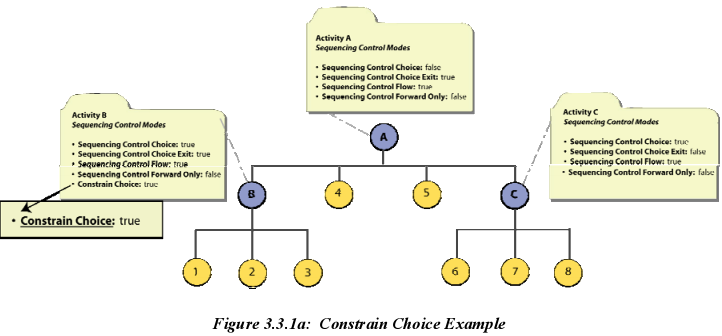 Activity A
Sequencing Control Modes
• Sequencing Control Choice: false
• Sequencing Control Choice Exit: true
• Sequencing Control Flow: true
• Sequencing Control Forward Only: false
Activity B
Sequencing Control Modes
• Sequencing Control Choice: true
• Sequencing Control Choice Exit: true
• Sequencing Control Flow: true
• Sequencing Control Forward Only: false
• Constrain Choice: true
• Constrain Choice: true
Activity C
Sequencing Control Modes
• Sequencing Control Choice: true
• Sequencing Control Choice Exit: false
• Sequencing Control Flow: true
• Sequencing Control Forward Only: false
A
B
4
5
C
1
2
3
6
7
8
Figure 3.3.1a: Constrain Choice Example